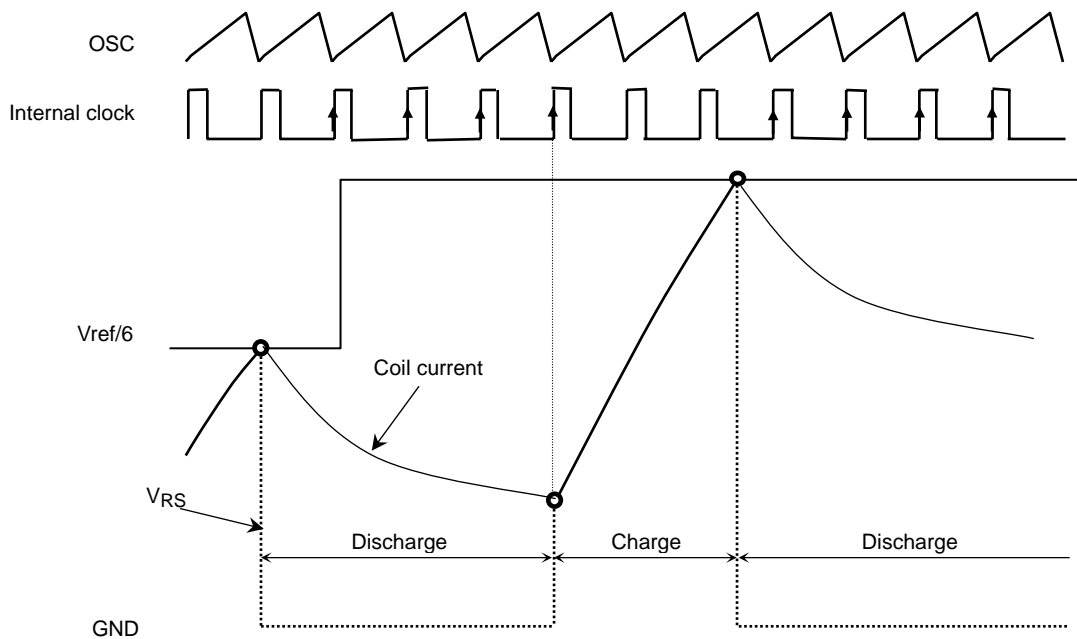 OSC
Internal clock
Vref/6
Coil current
VRS
Discharge
Charge
Discharge
GND